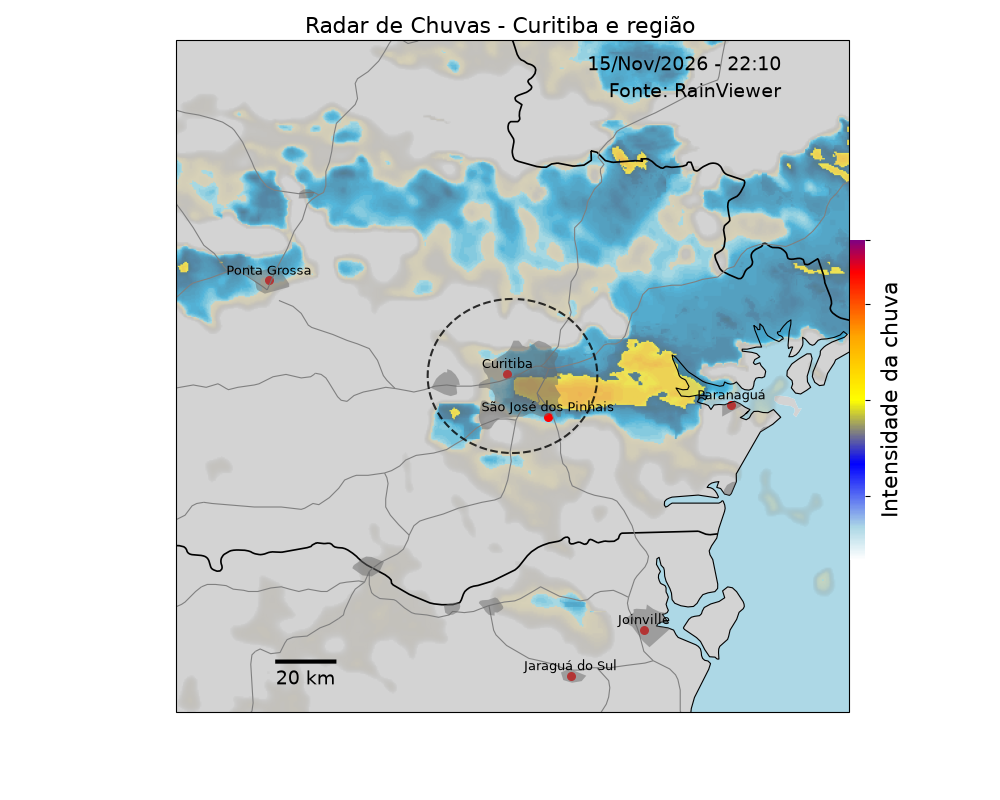 Radar de Chuvas - Curitiba e região
15/Nov/2026 - 22:10
Fonte: RainViewer
Ponta Grossa
Curitiba
Paranaguá
São José dos Pinhais
Intensidade da chuva
Joinville
Jaraguá do Sul
20 km